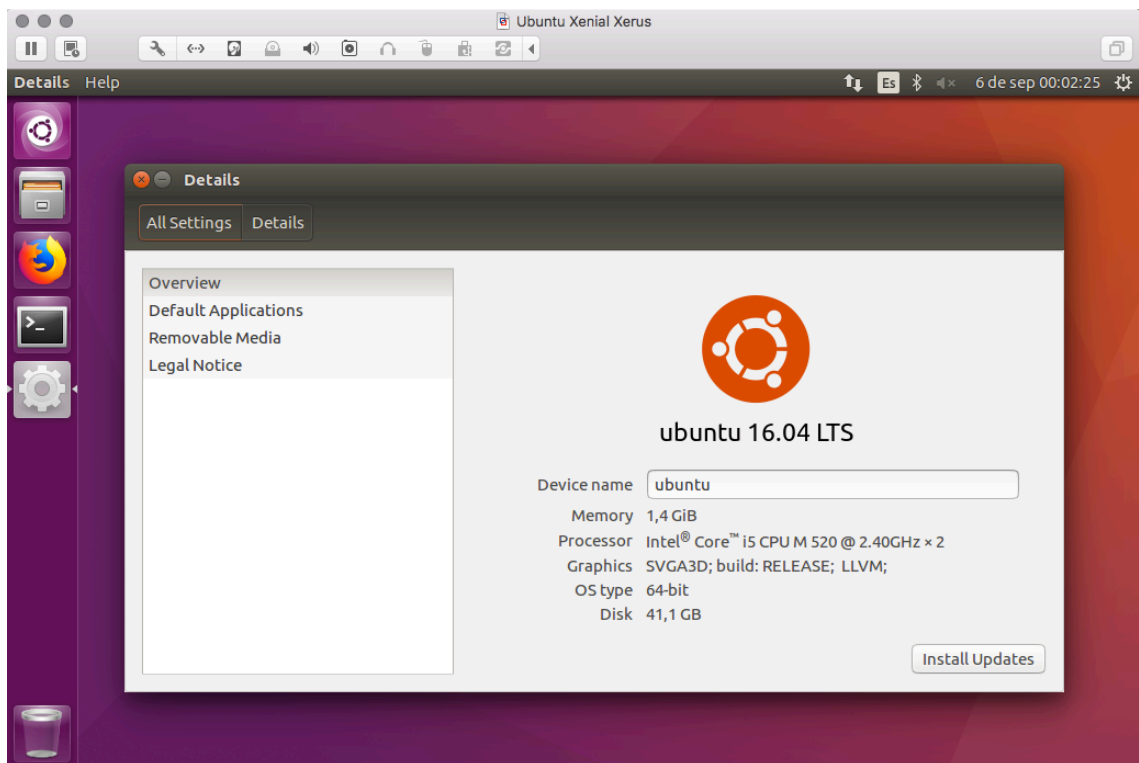 Ubuntu Xenial Xerus
Details Help Es 6 de sep 00:02:25
Details
All Settings Details
Overview
Default Applications
Removable Media
Legal Notice
ubuntu 16.04 LTS
Device name ubuntu
Memory 1,4 GiB
Processor Intel® Core™ i5 CPU M 520 @ 2.40GHz × 2
Graphics SVGA3D; build: RELEASE; LLVM;
OS type 64-bit
Disk 41,1 GB
Install Updates